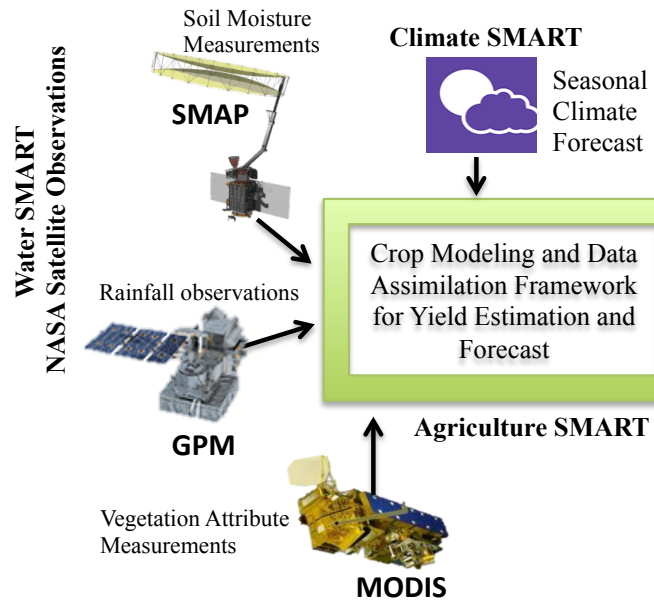 Water SMART
NASA Satellite Observations
Soil Moisture
Measurements
SMAP
Climate SMART
Seasonal
Climate
Forecast
Crop Modeling and Data
Assimilation Framework
for Yield Estimation and
Forecast
Rainfall observations
GPM
Agriculture SMART
Vegetation Attribute
Measurements
MODIS